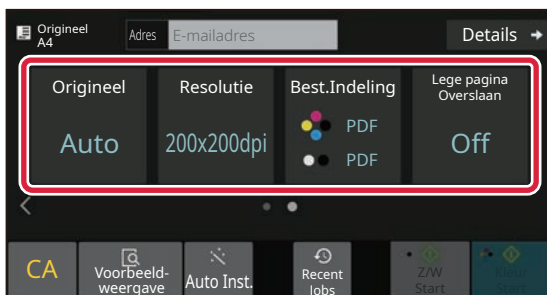 Origineel
A4
Adres
E-mailadres
Details
Origineel
Resolutie
Best.Indeling
Lege pagina
Overslaan
Auto
200x200dpi
PDF
PDF
Off
CA
Voorbeeld-
weergave
Auto Inst.
Recent
Jobs
Z/W
Start
Kleur
Start